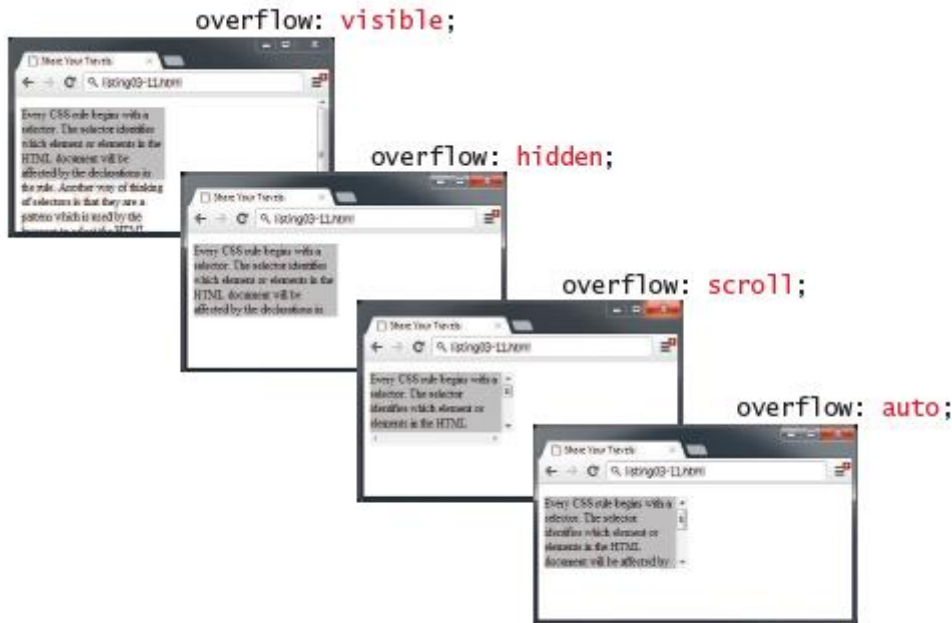 overflow: visible;
Share Your Travels
listing03-11.html
Every CSS rule begins with a
selector. The selector identifies
which element or elements in the
HTML document will be
affected by the declarations in
the rule. Another way of thinking
of selectors is that they are a
pattern which is used by the
browser to select the HTML
overflow: hidden;
Share Your Travels
listing03-11.html
Every CSS rule begins with a
selector. The selector identifies
which element or elements in the
HTML document will be
affected by the declarations in
overflow: scroll;
Share Your Travels
listing03-11.html
Every CSS rule begins with a
selector. The selector
identifies which element or
elements in the HTML
overflow: auto;
Share Your Travels
listing03-11.html
Every CSS rule begins with a
selector. The selector
identifies which element or
elements in the HTML
document will be affected by